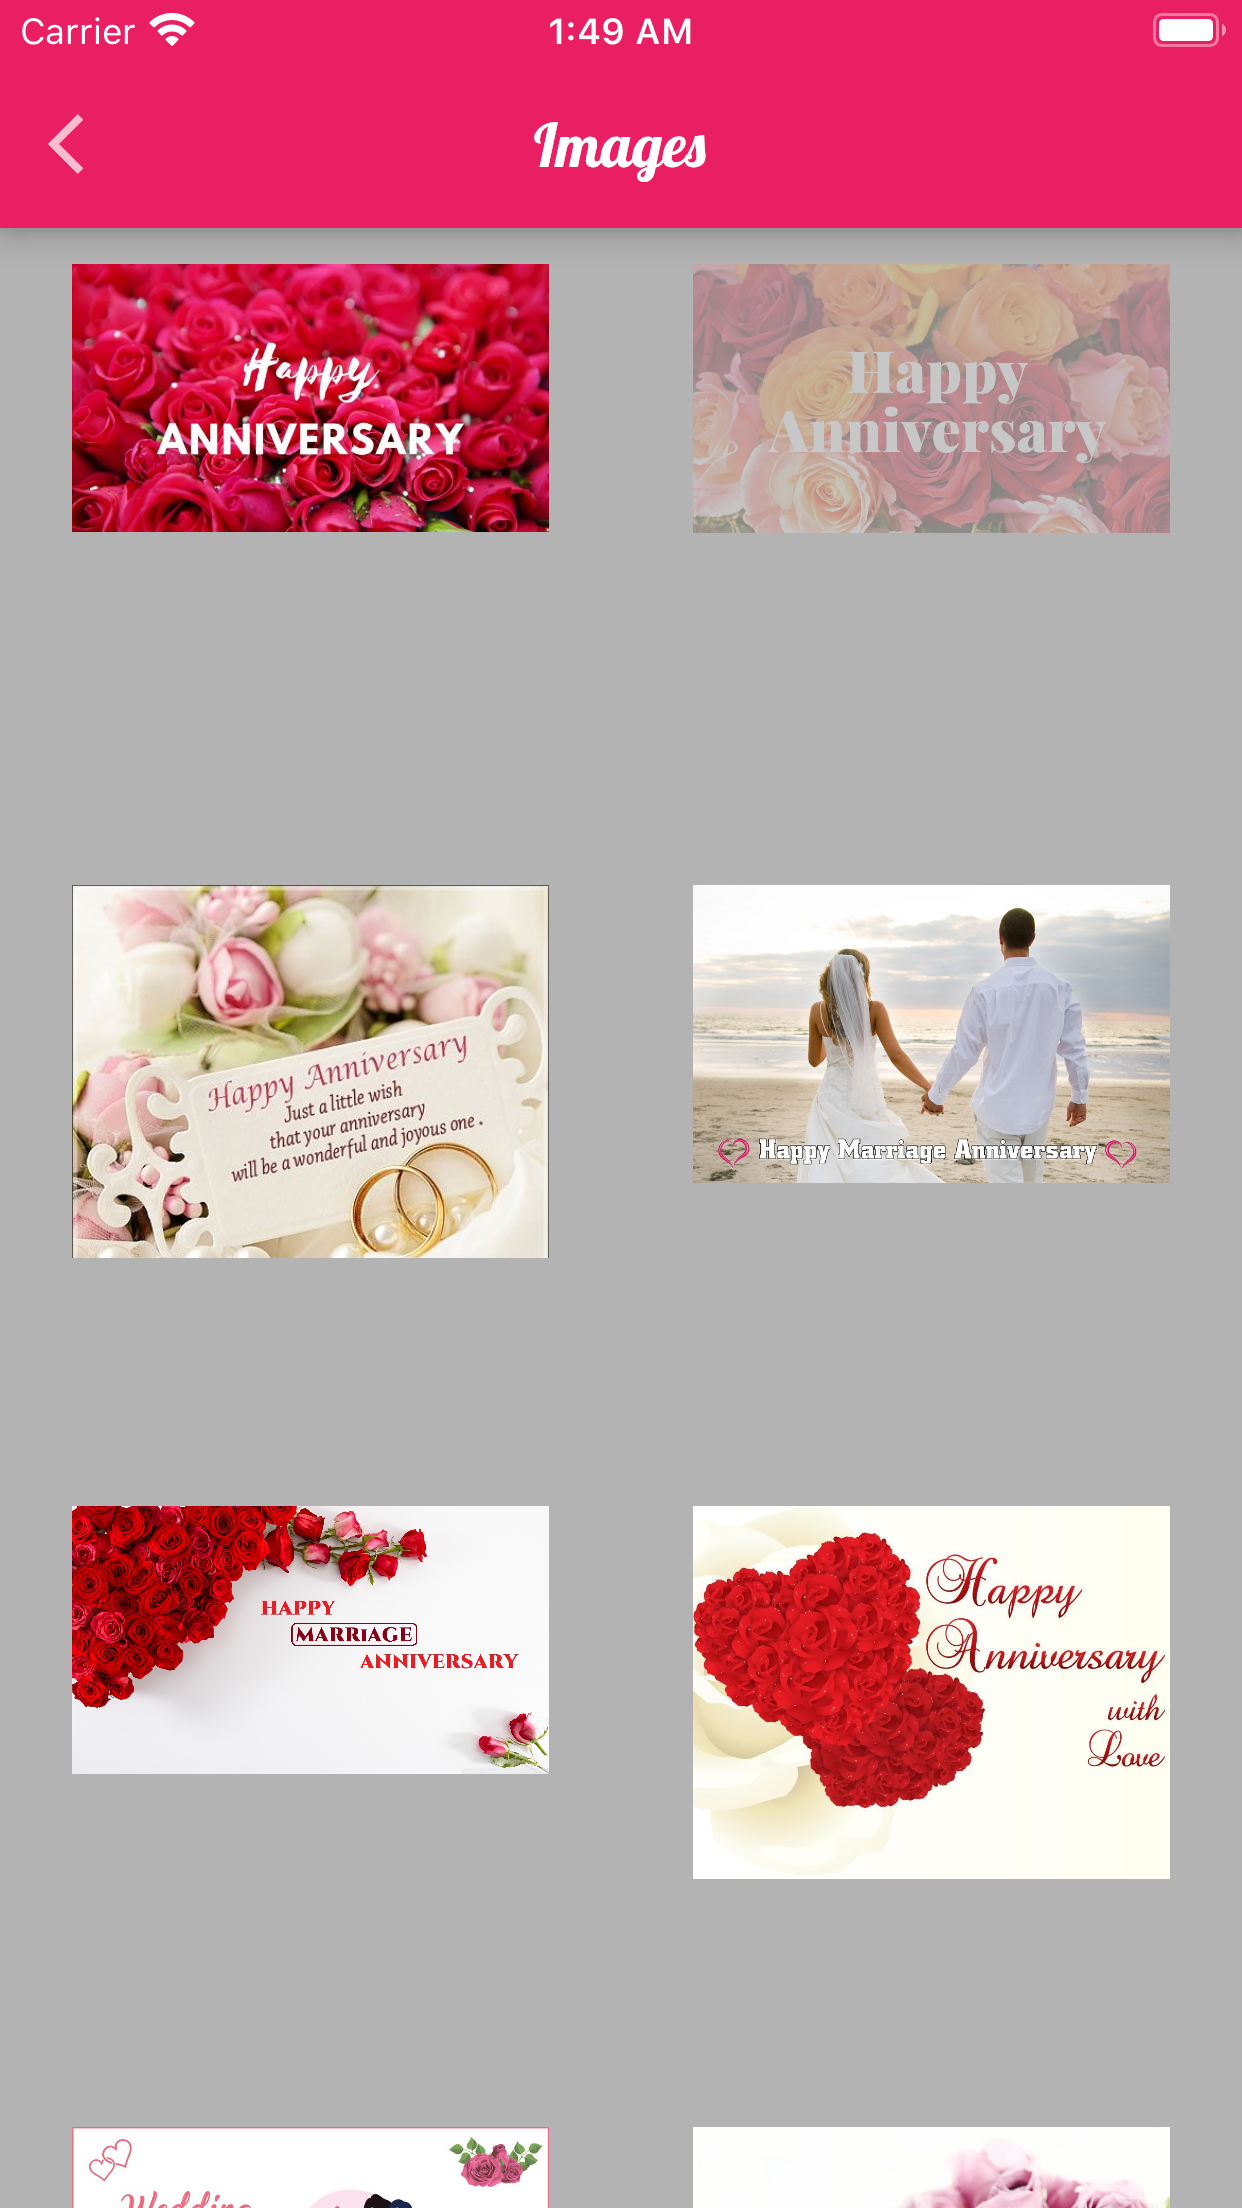 Carrier 1:49 AM
Images
Happy
ANNIVERSARY
Happy
Anniversary
Happy Anniversary
Just a little wish
that your anniversary
will be a wonderful and joyous one.
Happy Marriage Anniversary
HAPPY
MARRIAGE
ANNIVERSARY
Happy
Anniversary
with
Love
Wedding